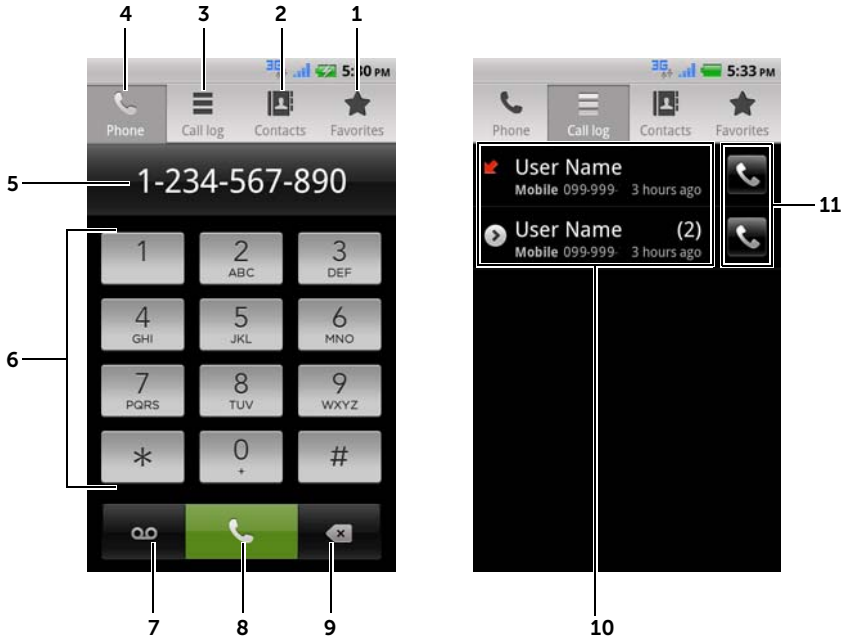 4 3 2 1
3G 5:30 PM
Phone Call log Contacts Favorites
5
1-234-567-890
6
1 2 ABC 3 DEF
4 GHI 5 JKL 6 MNO
7 PQRS 8 TUV 9 WXYZ
* 0 + #
7 8 9
3G 5:33 PM
Phone Call log Contacts Favorites
User Name
Mobile 099-999- 3 hours ago
User Name (2)
Mobile 099-999- 3 hours ago
11
10